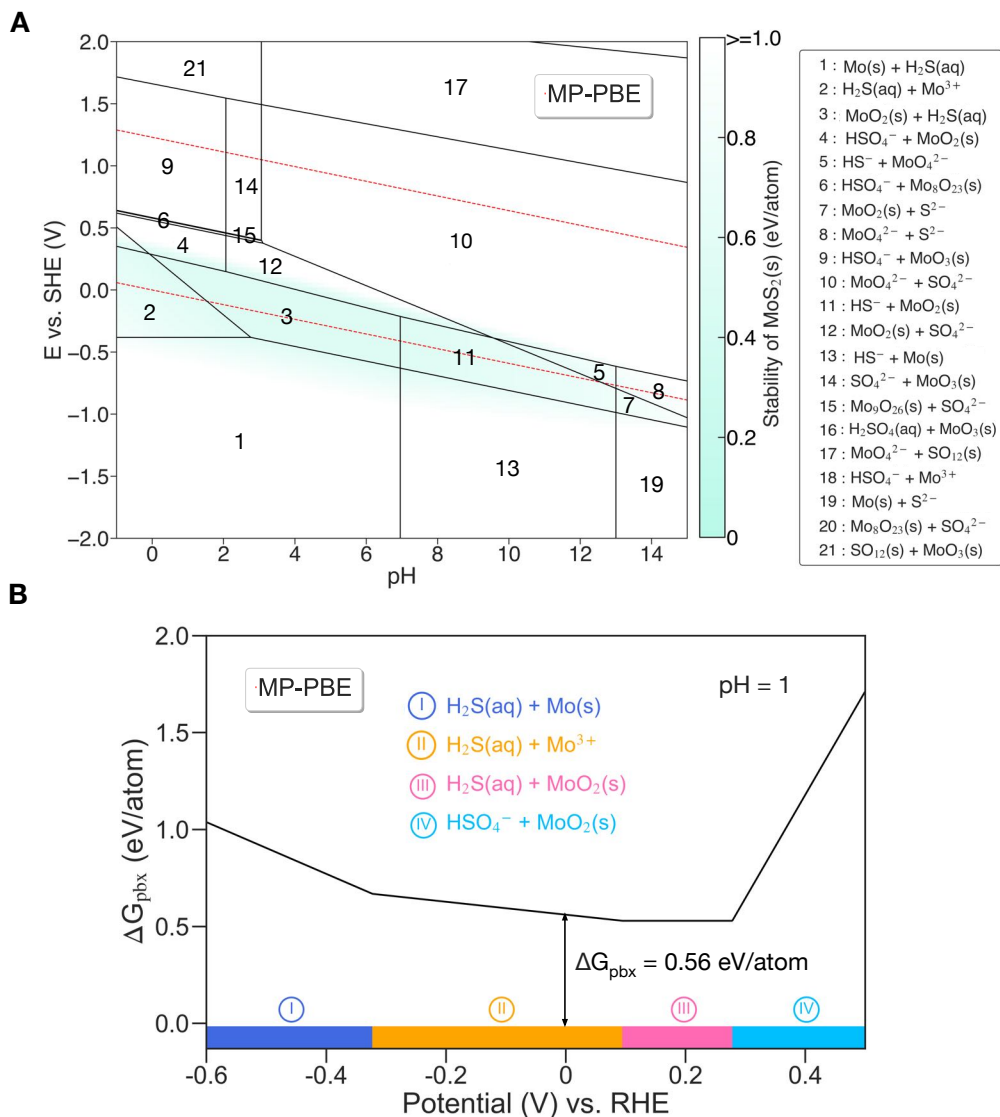 A
2.0
1.5
1.0
0.5
0.0
−0.5
−1.0
−1.5
−2.0
E vs. SHE (V)
0
2
4
6
8
10
12
14
pH
MP-PBE
21
17
9
14
10
6
15
4
12
2
3
11
5
8
7
1
13
19
>=1.0
0.8
0.6
0.4
0.2
0
Stability of MoS₂(s) (eV/atom)
1 : Mo(s) + H₂S(aq)
2 : H₂S(aq) + Mo³⁺
3 : MoO₂(s) + H₂S(aq)
4 : HSO₄⁻ + MoO₂(s)
5 : HS⁻ + MoO₄²⁻
6 : HSO₄⁻ + Mo₈O₂₃(s)
7 : MoO₂(s) + S²⁻
8 : MoO₄²⁻ + S²⁻
9 : HSO₄⁻ + MoO₃(s)
10 : MoO₄²⁻ + SO₄²⁻
11 : HS⁻ + MoO₂(s)
12 : MoO₂(s) + SO₄²⁻
13 : HS⁻ + Mo(s)
14 : SO₄²⁻ + MoO₃(s)
15 : Mo₉O₂₆(s) + SO₄²⁻
16 : H₂SO₄(aq) + MoO₃(s)
17 : MoO₄²⁻ + SO₁₂(s)
18 : HSO₄⁻ + Mo³⁺
19 : Mo(s) + S²⁻
20 : Mo₈O₂₃(s) + SO₄²⁻
21 : SO₁₂(s) + MoO₃(s)
B
2.0
1.5
1.0
0.5
0.0
ΔG_pbx (eV/atom)
MP-PBE
pH = 1
I H₂S(aq) + Mo(s)
II H₂S(aq) + Mo³⁺
III H₂S(aq) + MoO₂(s)
IV HSO₄⁻ + MoO₂(s)
ΔG_pbx = 0.56 eV/atom
I
II
III
IV
-0.6
-0.4
-0.2
0
0.2
0.4
Potential (V) vs. RHE